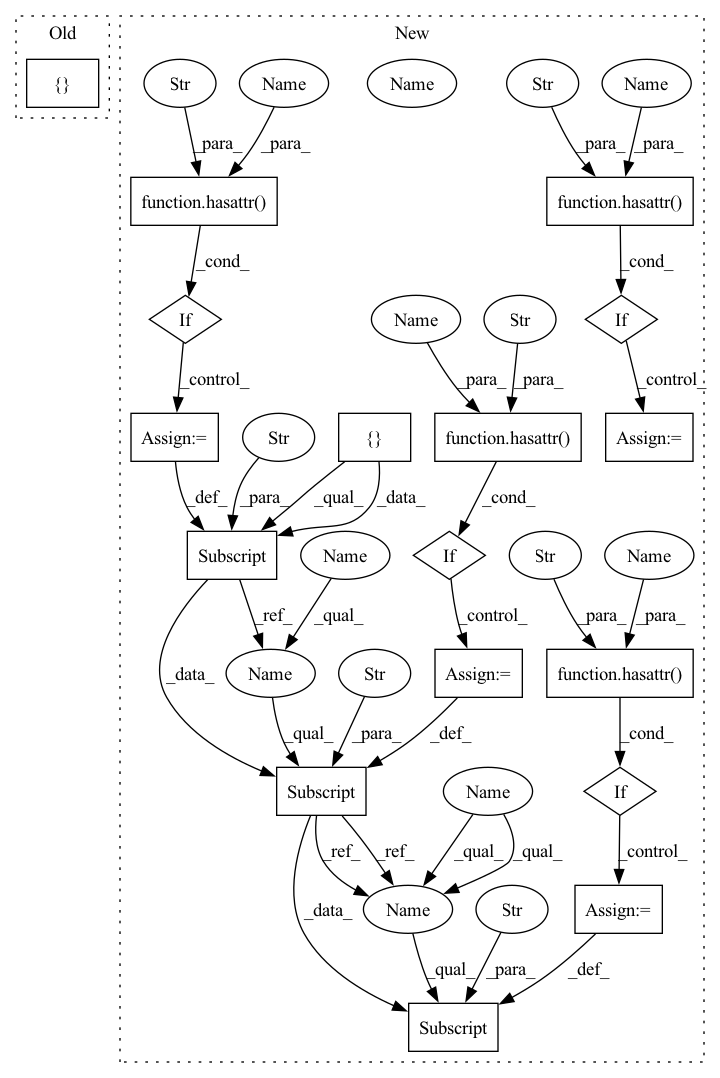 Old
New
{}
Str
Name
Name
Str
Name
_para_
_para_
_para_
_para_
function.hasattr()
function.hasattr()
_cond_
_cond_
If
Name
Str
If
_control_
_para_
_para_
_control_
Assign:=
Str
{}
function.hasattr()
Assign:=
_def_
_para_
_qual_
_data_
_cond_
Subscript
Name
If
Str
Name
_ref_
_qual_
_control_
_para_
_para_
_data_
Name
Str
Assign:=
function.hasattr()
_qual_
_para_
_def_
_cond_
Subscript
Name
If
_ref_
_ref_
_qual_
_qual_
_control_
_data_
Name
Str
Assign:=
_qual_
_para_
_def_
Subscript